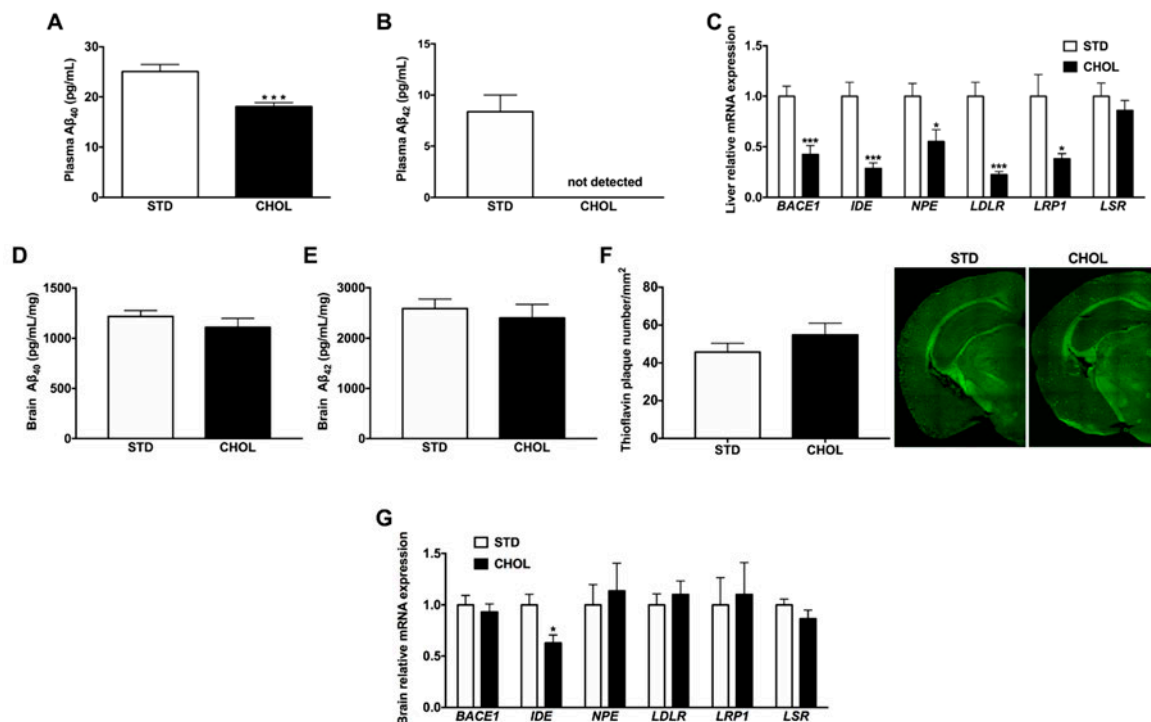 A
Plasma Aβ40 (pg/mL)
30
20
10
0
***
STD
CHOL
B
Plasma Aβ42 (pg/mL)
15
10
5
0
not detected
STD
CHOL
C
Liver relative mRNA expression
1.5
1.0
0.5
0.0
STD
CHOL
***
***
*
***
*
BACE1
IDE
NPE
LDLR
LRP1
LSR
D
Brain Aβ40 (pg/mL/mg)
1500
1000
500
0
STD
CHOL
E
Brain Aβ42 (pg/mL/mg)
3000
2000
1000
0
STD
CHOL
F
Thioflavin plaque number/mm2
80
60
40
20
0
STD
CHOL
STD
CHOL
G
Brain relative mRNA expression
1.5
1.0
0.5
0.0
STD
CHOL
*
BACE1
IDE
NPE
LDLR
LRP1
LSR